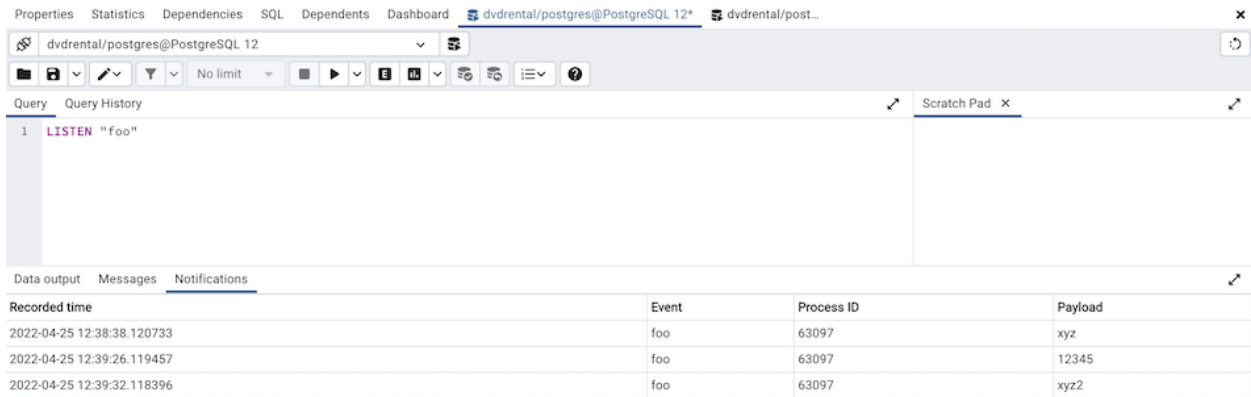 Properties Statistics Dependencies SQL Dependents Dashboard dvdrental/postgres@PostgreSQL 12* dvdrental/post...
dvdrental/postgres@PostgreSQL 12
No limit
Query Query History Scratch Pad
1 LISTEN "foo"
Data output Messages Notifications
Recorded time Event Process ID Payload
2022-04-25 12:38:38.120733 foo 63097 xyz
2022-04-25 12:39:26.119457 foo 63097 12345
2022-04-25 12:39:32.118396 foo 63097 xyz2